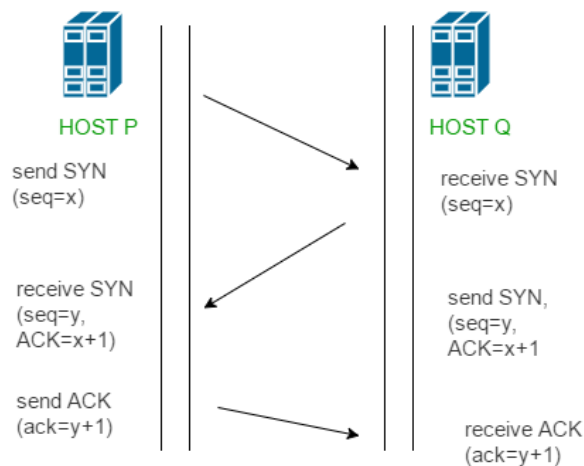 HOST P
HOST Q
send SYN
(seq=x)
receive SYN
(seq=x)
receive SYN
(seq=y,
ACK=x+1)
send SYN,
(seq=y,
ACK=x+1
send ACK
(ack=y+1)
receive ACK
(ack=y+1)